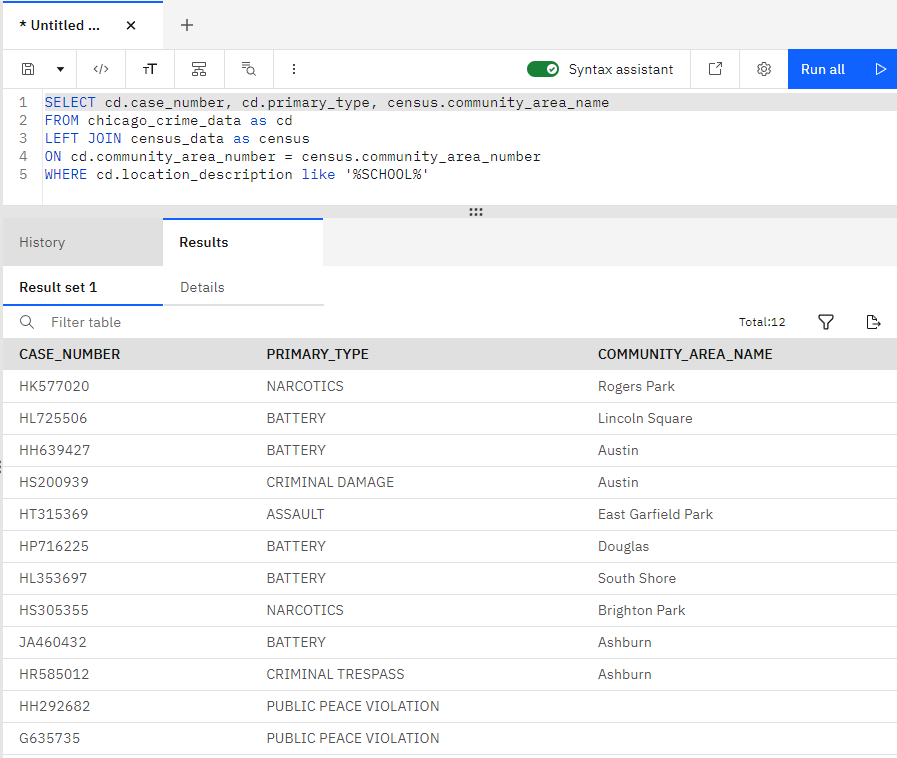 * Untitled ...
Syntax assistant
Run all
1 SELECT cd.case_number, cd.primary_type, census.community_area_name
2 FROM chicago_crime_data as cd
3 LEFT JOIN census_data as census
4 ON cd.community_area_number = census.community_area_number
5 WHERE cd.location_description like '%SCHOOL%'
History Results
Result set 1 Details
Filter table Total:12
CASE_NUMBER PRIMARY_TYPE COMMUNITY_AREA_NAME
HK577020 NARCOTICS Rogers Park
HL725506 BATTERY Lincoln Square
HH639427 BATTERY Austin
HS200939 CRIMINAL DAMAGE Austin
HT315369 ASSAULT East Garfield Park
HP716225 BATTERY Douglas
HL353697 BATTERY South Shore
HS305355 NARCOTICS Brighton Park
JA460432 BATTERY Ashburn
HR585012 CRIMINAL TRESPASS Ashburn
HH292682 PUBLIC PEACE VIOLATION
G635735 PUBLIC PEACE VIOLATION